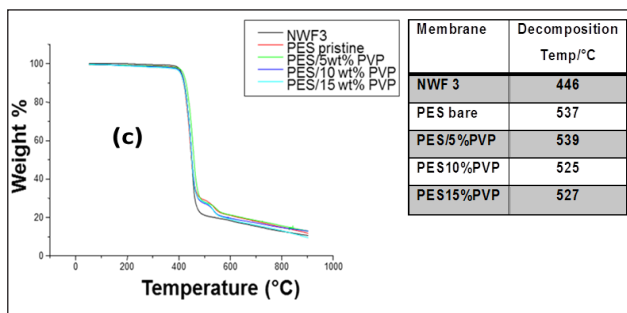 NWF3
PES pristine
PES/5wt% PVP
PES/10 wt% PVP
PES/15 wt% PVP
(c)
Weight %
100
80
60
40
20
0
0
200
400
600
800
1000
Temperature (°C)
Membrane Decomposition
Temp/°C
NWF 3 446
PES bare 537
PES/5%PVP 539
PES10%PVP 525
PES15%PVP 527